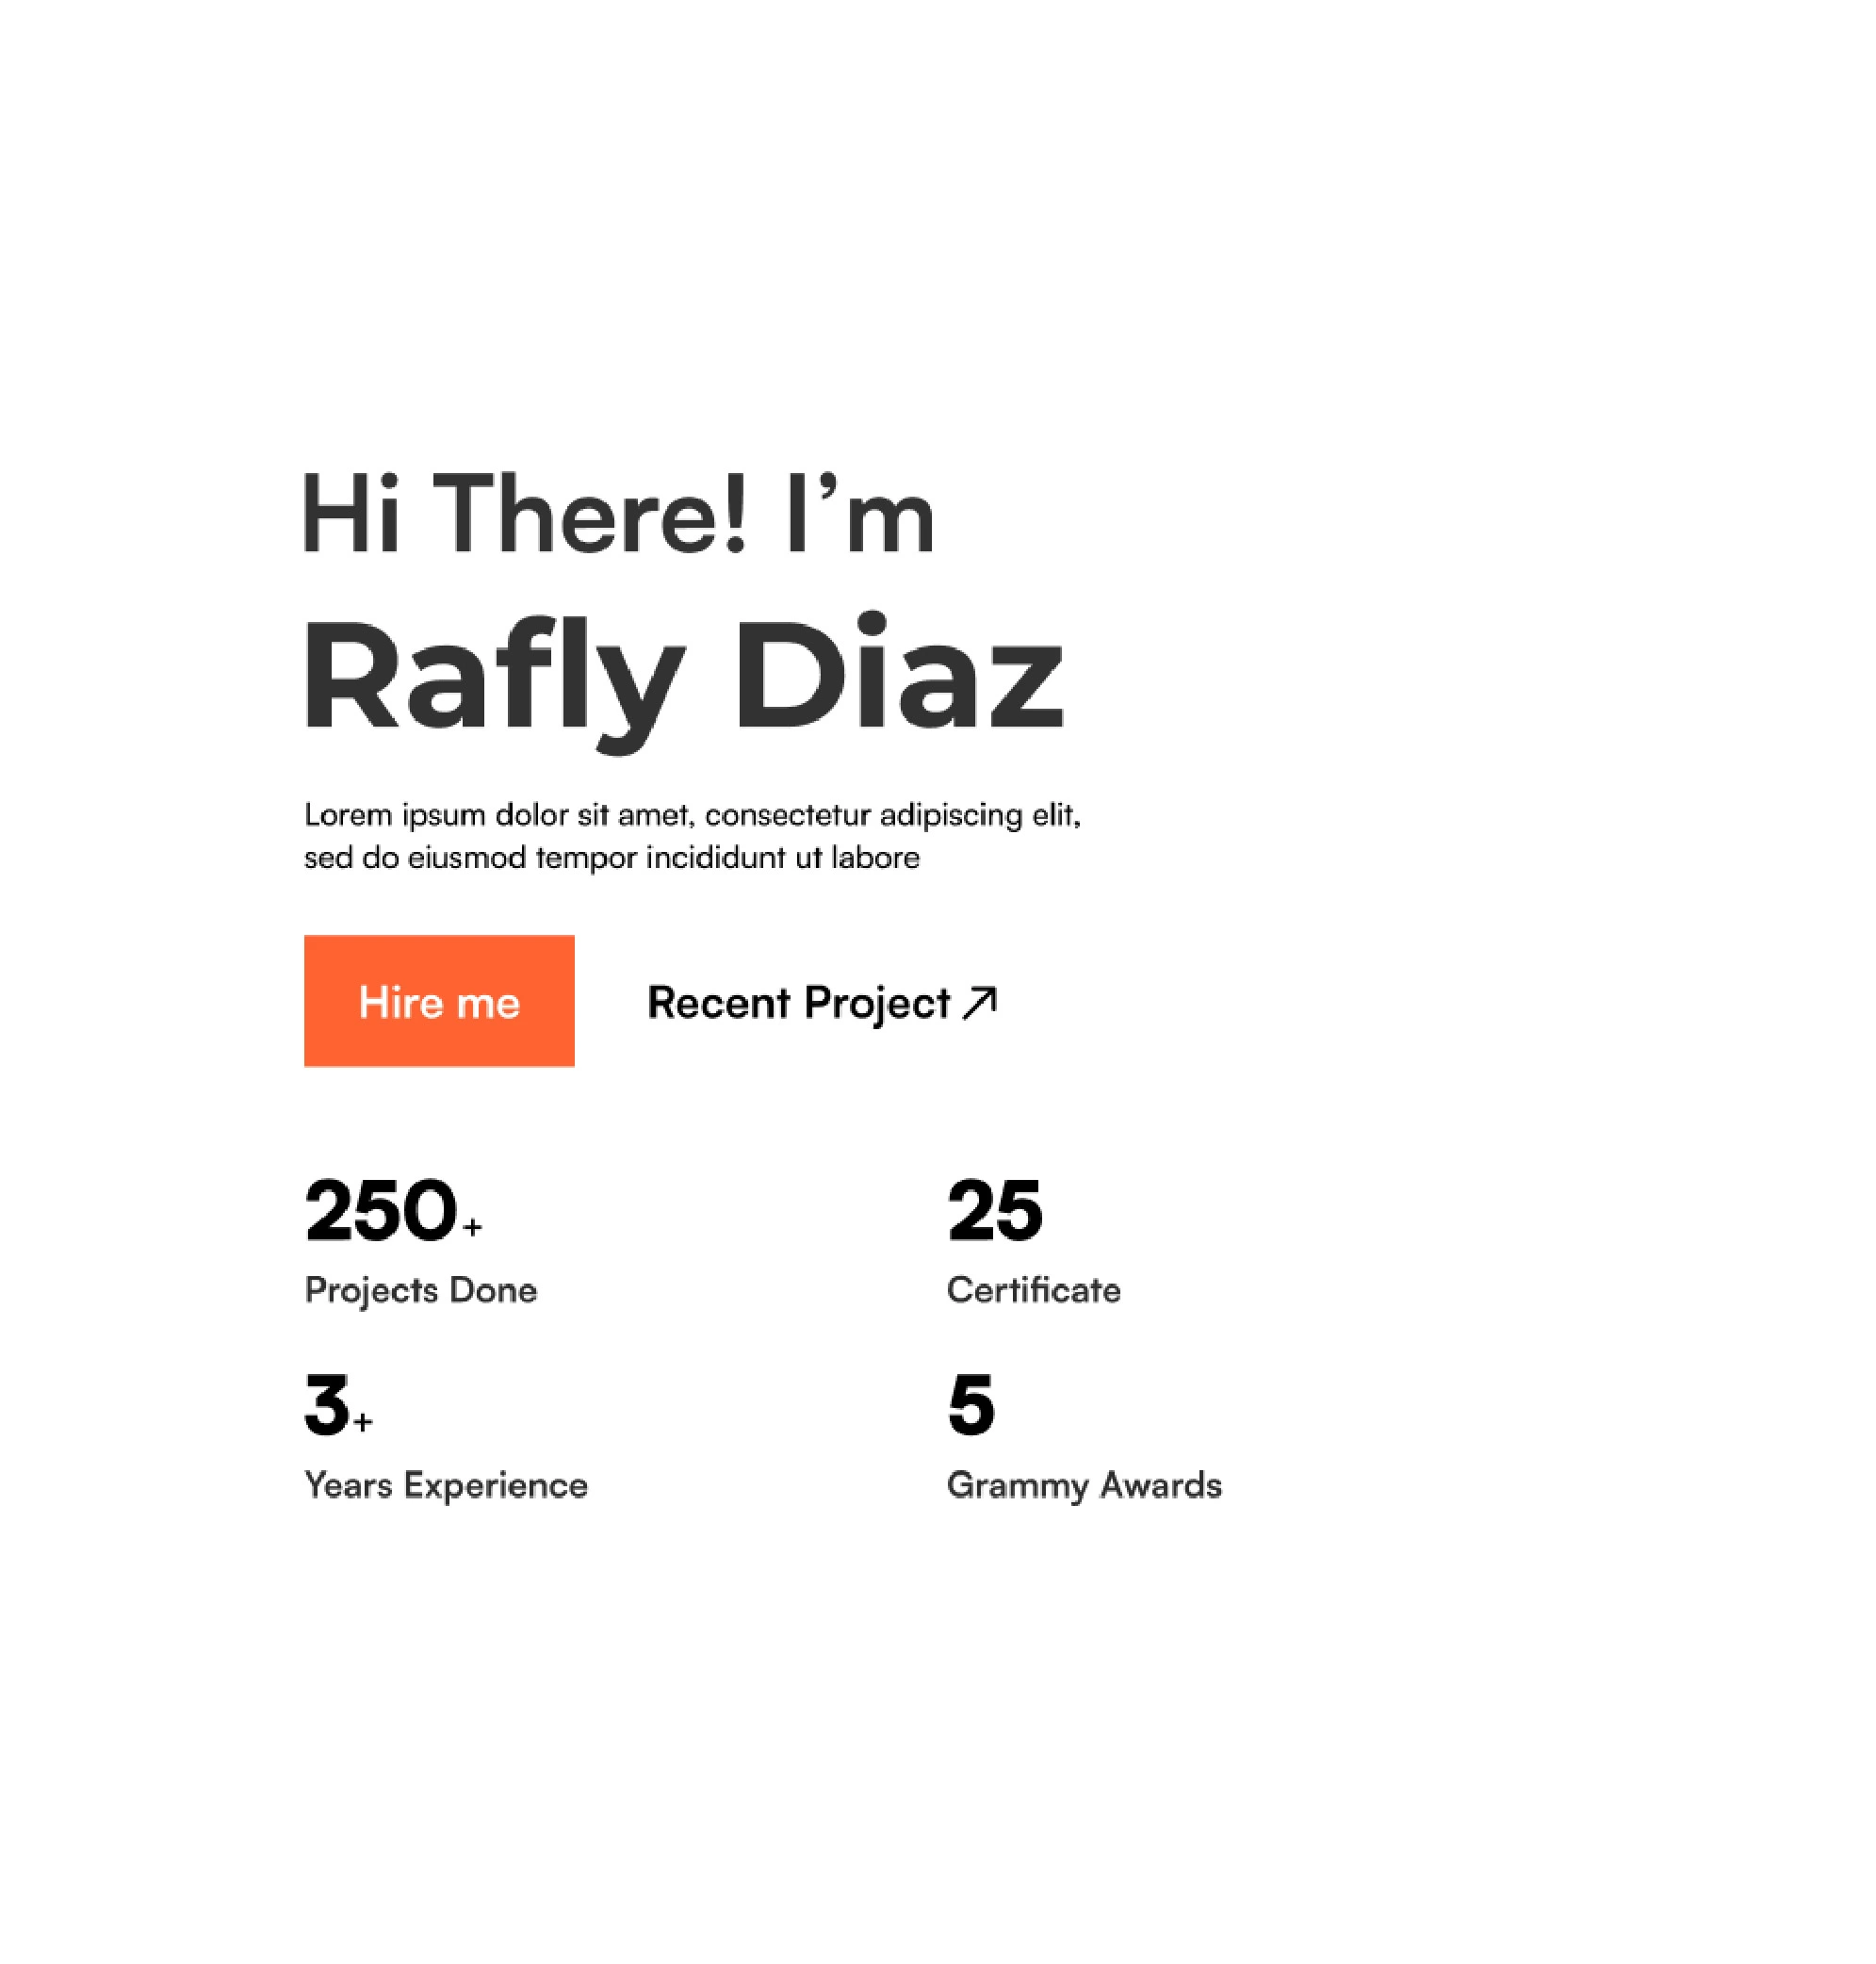 Hi There! I’m
Rafly Diaz
Lorem ipsum dolor sit amet, consectetur adipiscing elit,
sed do eiusmod tempor incididunt ut labore
Hire me
Recent Project
250+
Projects Done
25
Certificate
3+
Years Experience
5
Grammy Awards